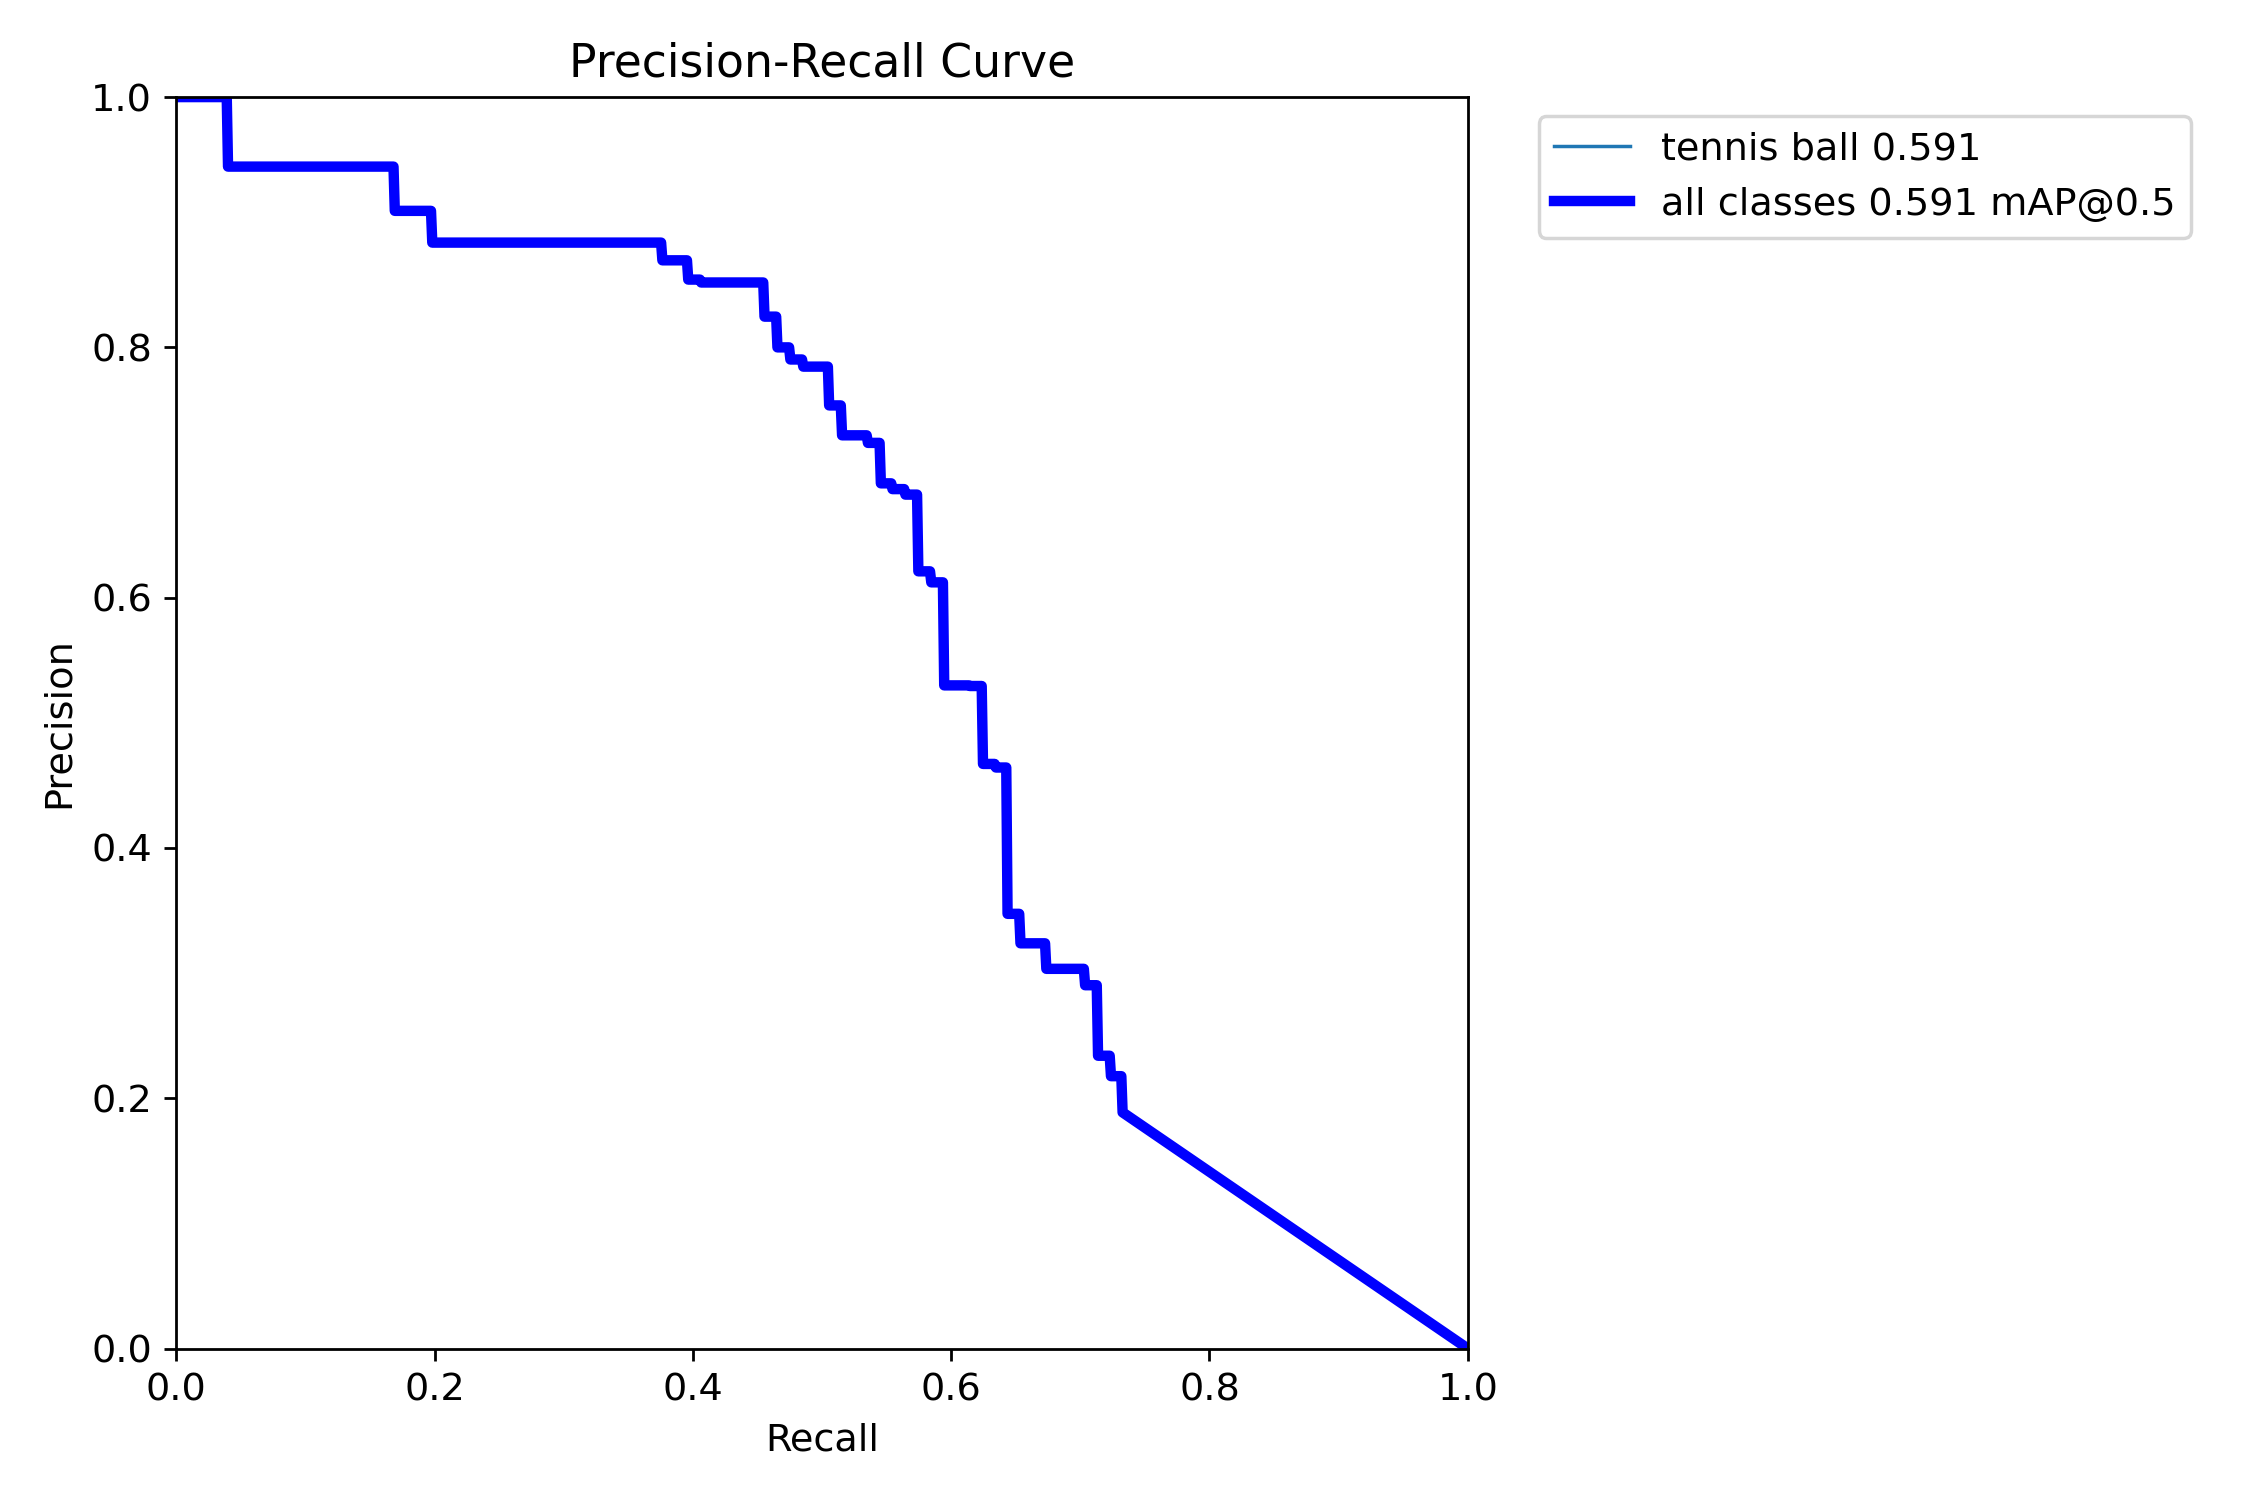 Precision-Recall Curve
1.0
0.8
0.6
0.4
0.2
0.0
Precision
0.0 0.2 0.4 0.6 0.8 1.0
Recall
tennis ball 0.591
all classes 0.591 mAP@0.5